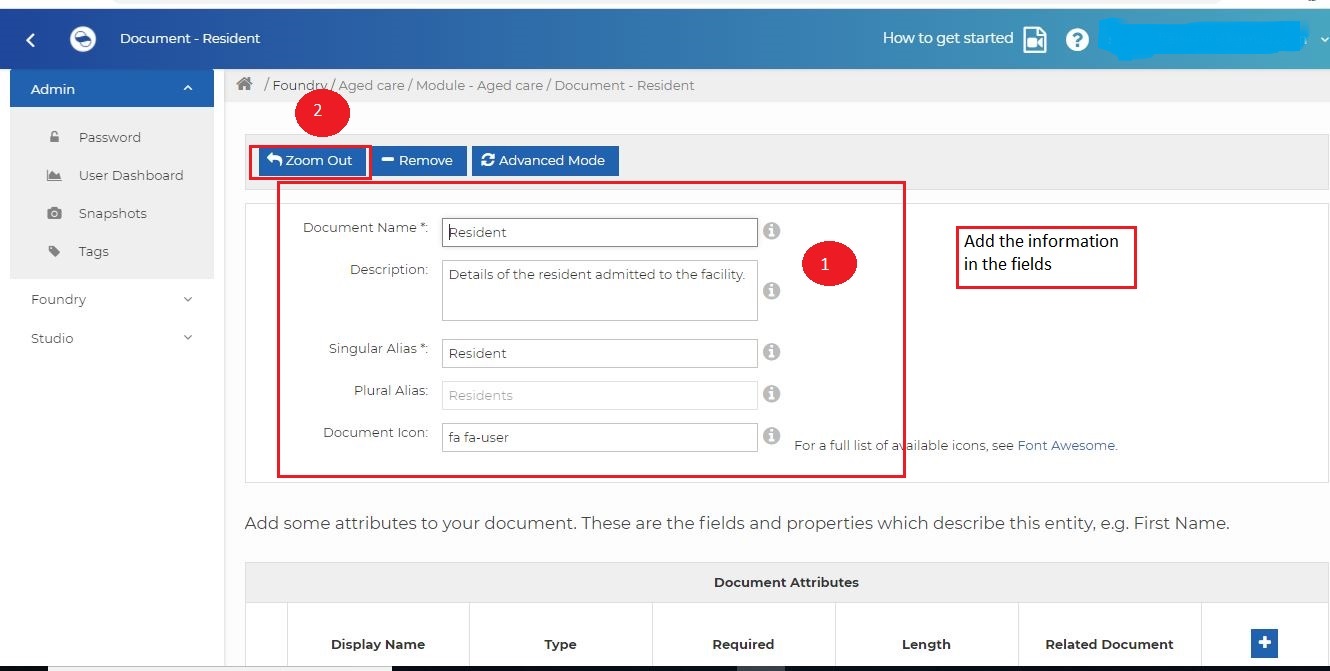 Document - Resident
How to get started
Admin
/ Foundry / Aged care / Module - Aged care / Document - Resident
2
Password
User Dashboard
Snapshots
Tags
Foundry
Studio
Zoom Out
Remove
Advanced Mode
Document Name *:
Resident
Description:
Details of the resident admitted to the facility.
1
Add the information
in the fields
Singular Alias *:
Resident
Plural Alias:
Residents
Document Icon:
fa fa-user
For a full list of available icons, see Font Awesome.
Add some attributes to your document. These are the fields and properties which describe this entity, e.g. First Name.
Document Attributes
Display Name
Type
Required
Length
Related Document